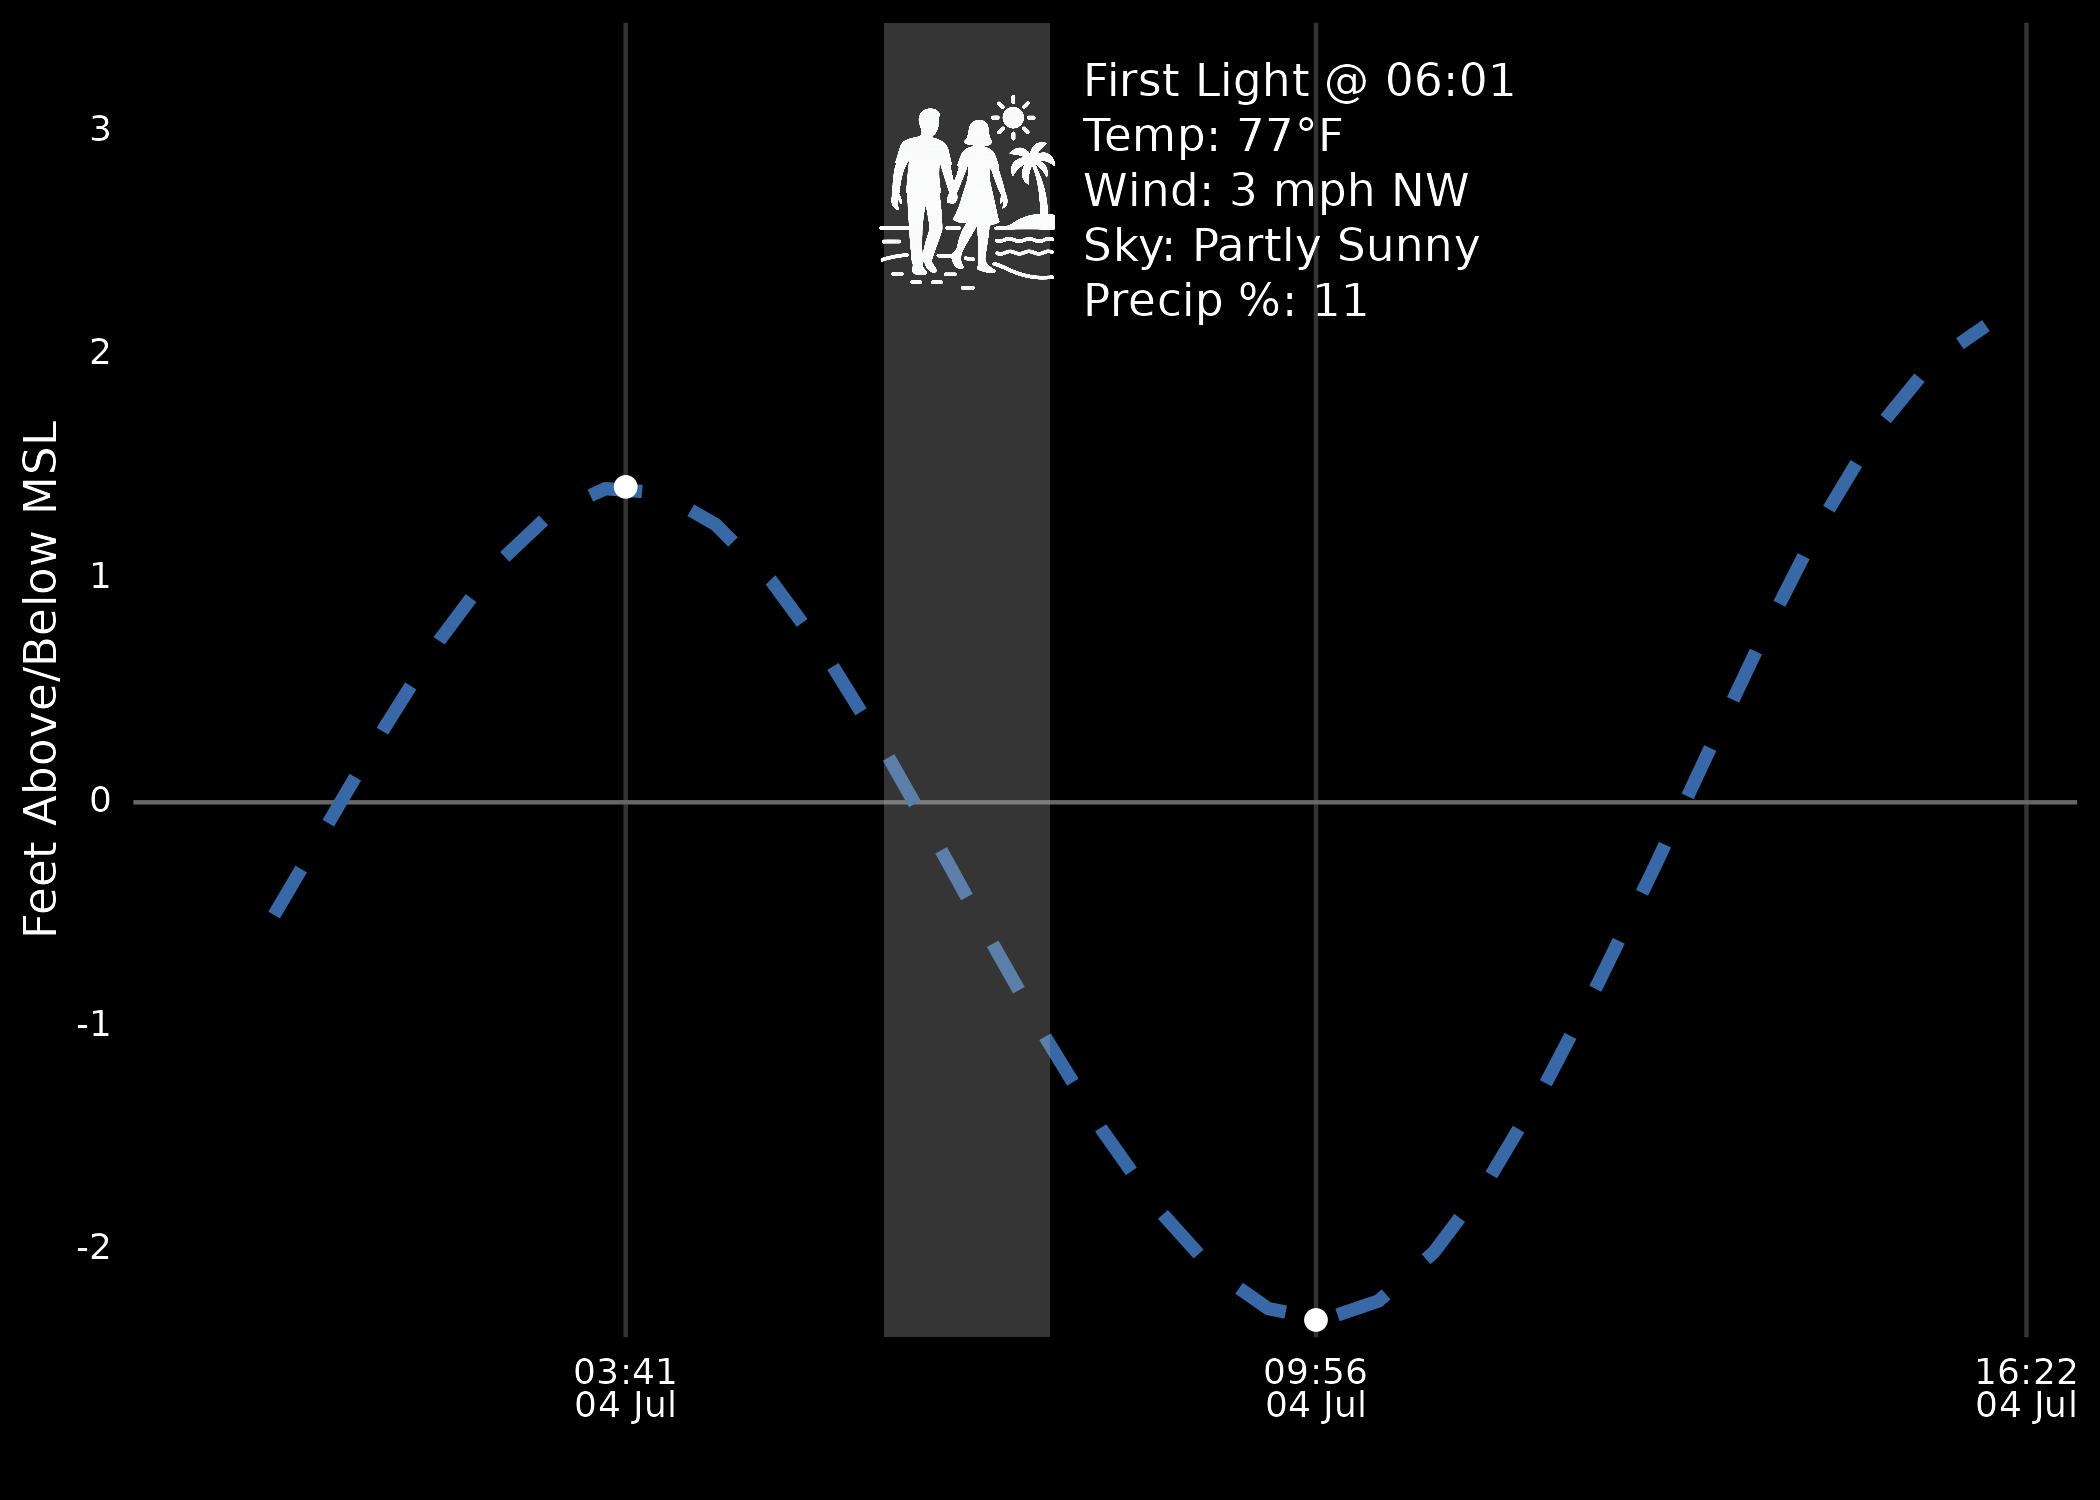 First Light @ 06:01
Temp: 77°F
Wind: 3 mph NW
Sky: Partly Sunny
Precip %: 11
3
2
1
0
-1
-2
Feet Above/Below MSL
03:41
04 Jul
09:56
04 Jul
16:22
04 Jul